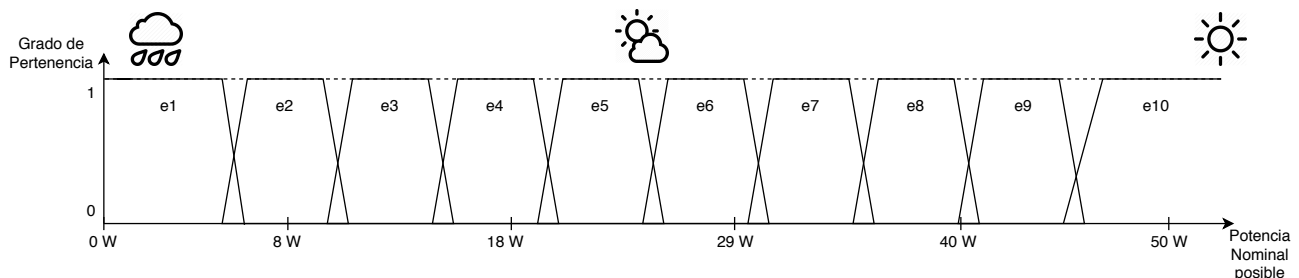 Grado de
Pertenencia
1
e1
e2
e3
e4
e5
e6
e7
e8
e9
e10
0
0 W
8 W
18 W
29 W
40 W
50 W
Potencia
Nominal
posible